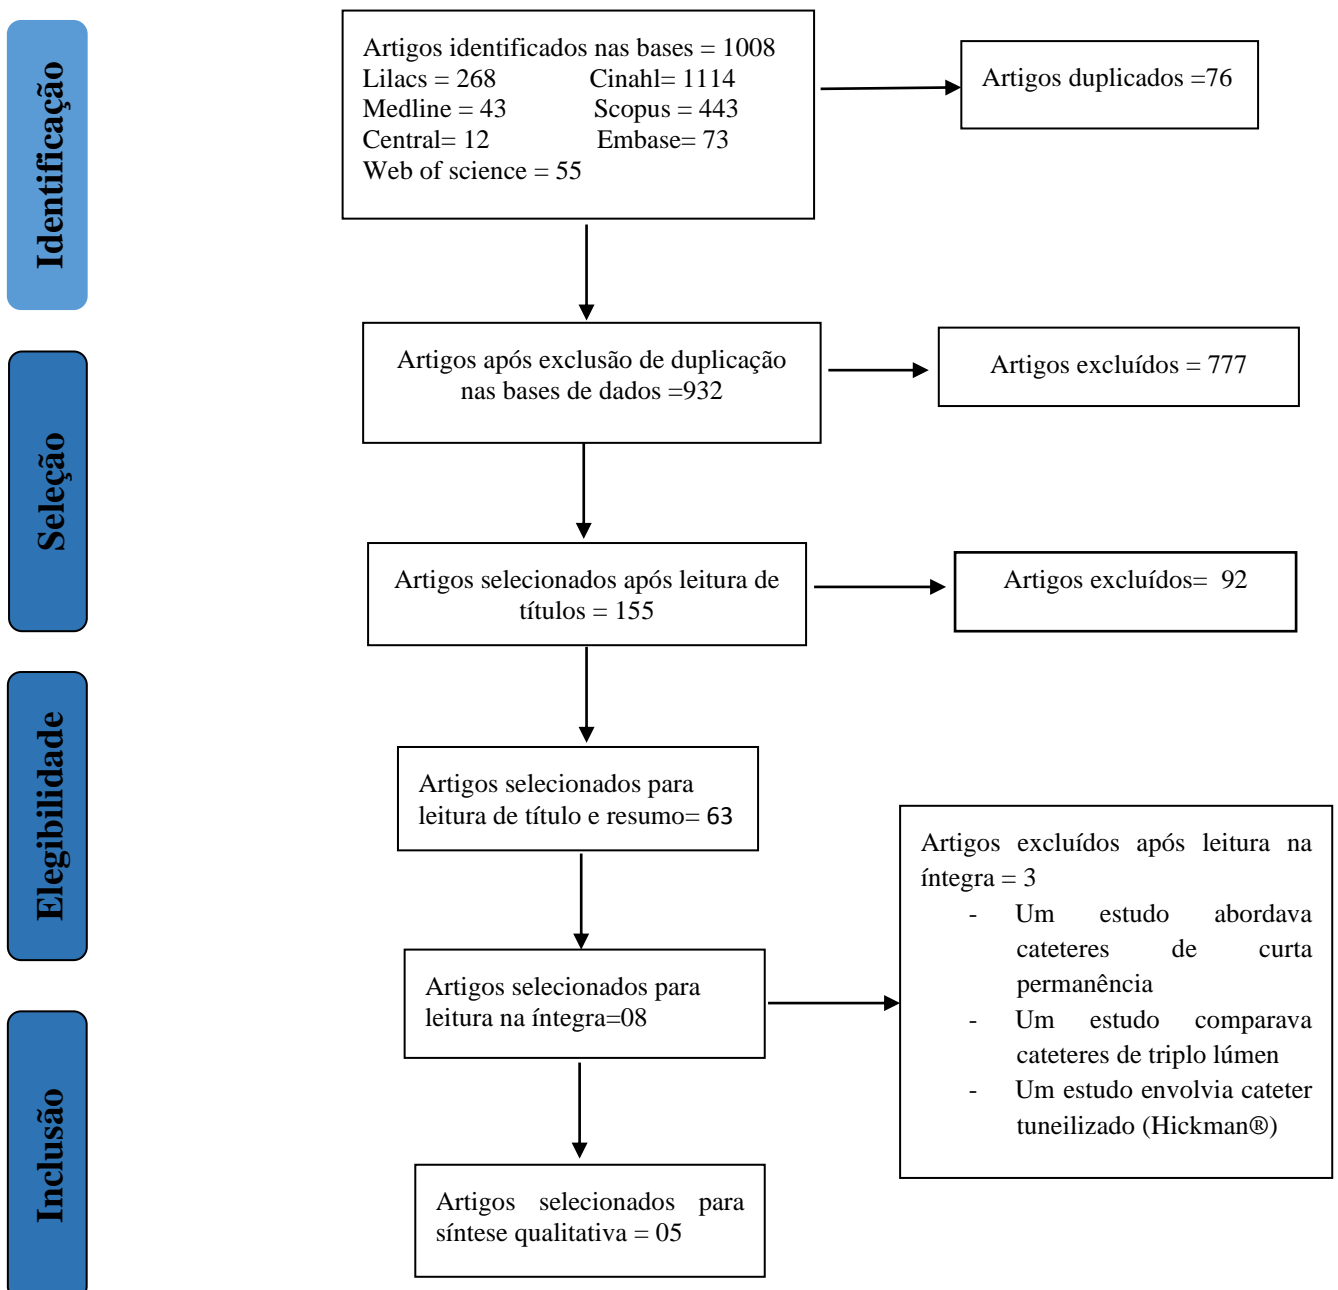 Identificação
Artigos identificados nas bases = 1008
Lilacs = 268 Cinahl= 1114
Medline = 43 Scopus = 443
Central= 12 Embase= 73
Web of science = 55
Artigos duplicados =76
Seleção
Artigos após exclusão de duplicação
nas bases de dados =932
Artigos excluídos = 777
Artigos selecionados após leitura de
títulos = 155
Artigos excluídos= 92
Elegibilidade
Artigos selecionados para
leitura de título e resumo= 63
Artigos selecionados para
leitura na íntegra=08
Artigos excluídos após leitura na
íntegra = 3
- Um estudo abordava
cateteres de curta
permanência
- Um estudo comparava
cateteres de triplo lúmen
- Um estudo envolvia cateter
tuneilizado (Hickman®)
Inclusão
Artigos selecionados para
síntese qualitativa = 05